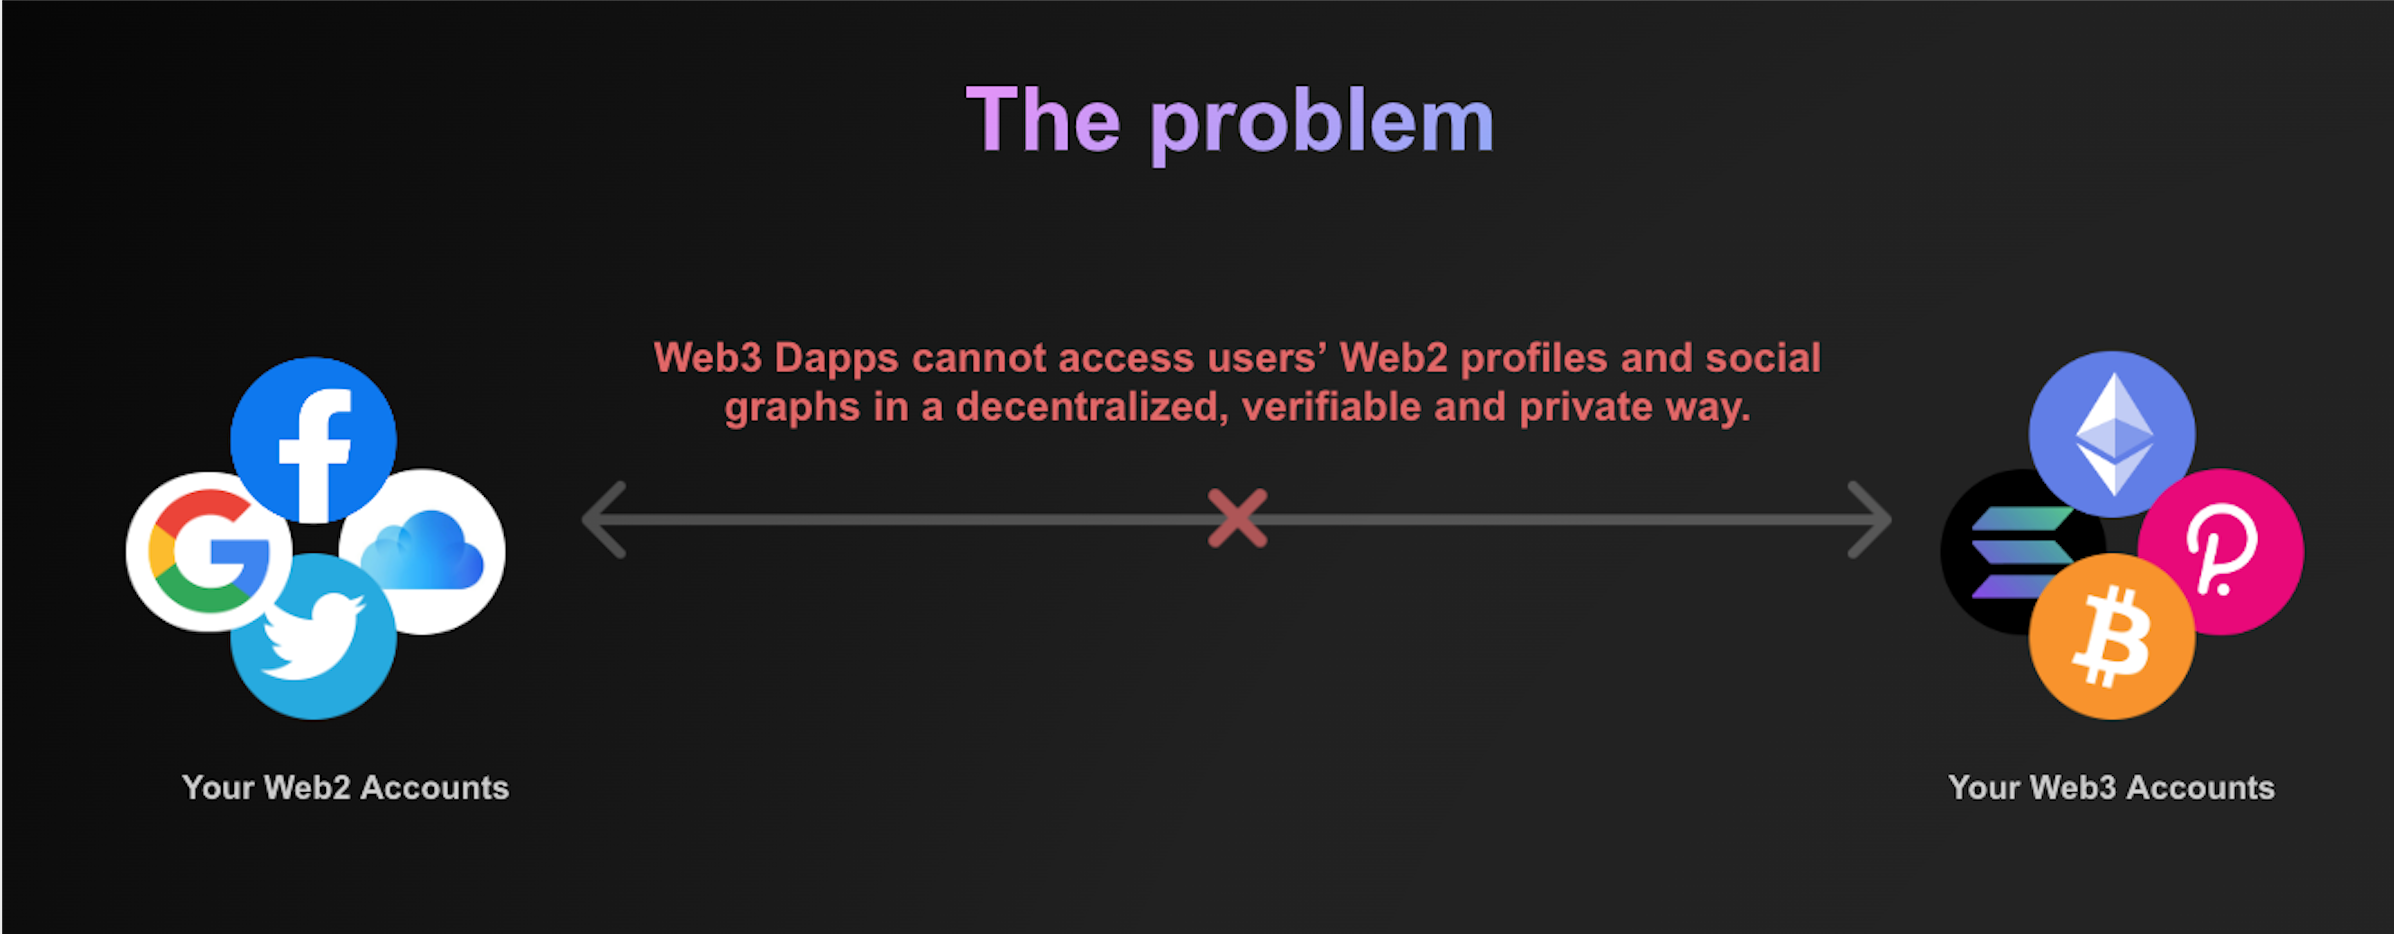 The problem
Web3 Dapps cannot access users’ Web2 profiles and social
graphs in a decentralized, verifiable and private way.
Your Web2 Accounts
Your Web3 Accounts